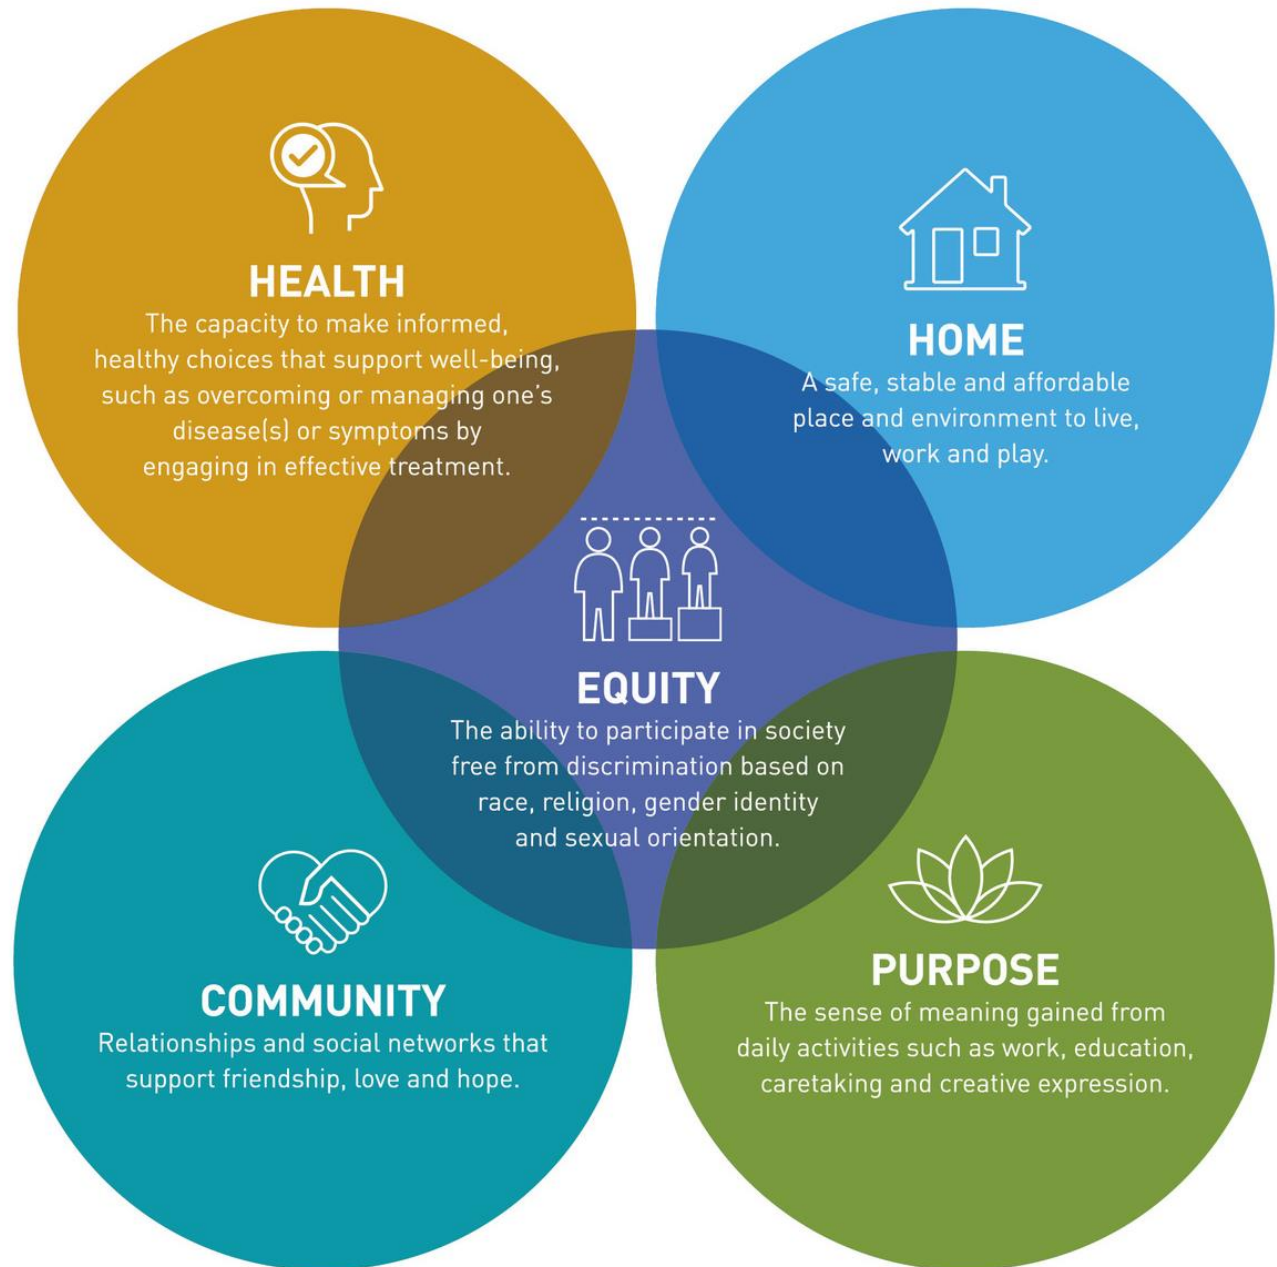 HEALTH
The capacity to make informed,
healthy choices that support well-being,
such as overcoming or managing one's
disease(s) or symptoms by
engaging in effective treatment.
HOME
A safe, stable and affordable
place and environment to live,
work and play.
EQUITY
The ability to participate in society
free from discrimination based on
race, religion, gender identity
and sexual orientation.
COMMUNITY
Relationships and social networks that
support friendship, love and hope.
PURPOSE
The sense of meaning gained from
daily activities such as work, education,
caretaking and creative expression.